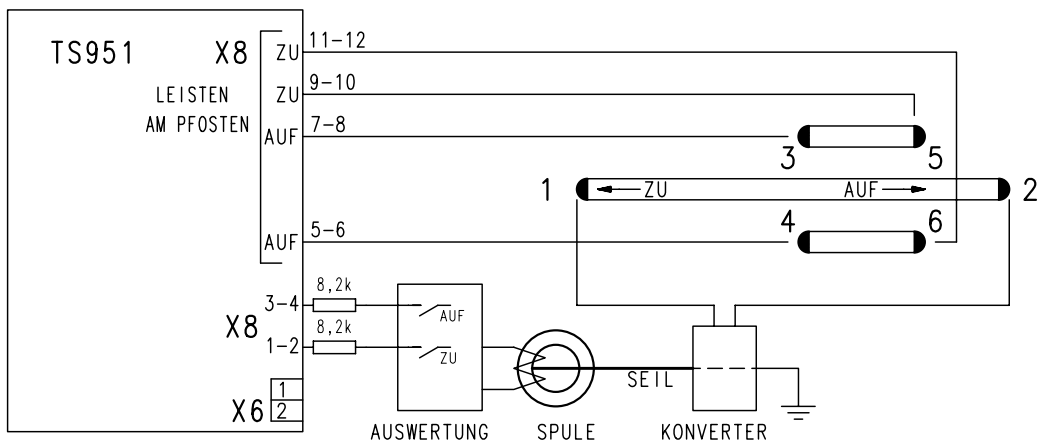 TS951 X8 ZU 11-12
LEISTEN ZU 9-10
AM PFOSTEN AUF 7-8
3 5
1 ZU AUF 2
4 6
AUF 5-6
3-4 8,2k AUF
X8
1-2 8,2k ZU
SEIL
1
X6 2
AUSWERTUNG SPULE KONVERTER